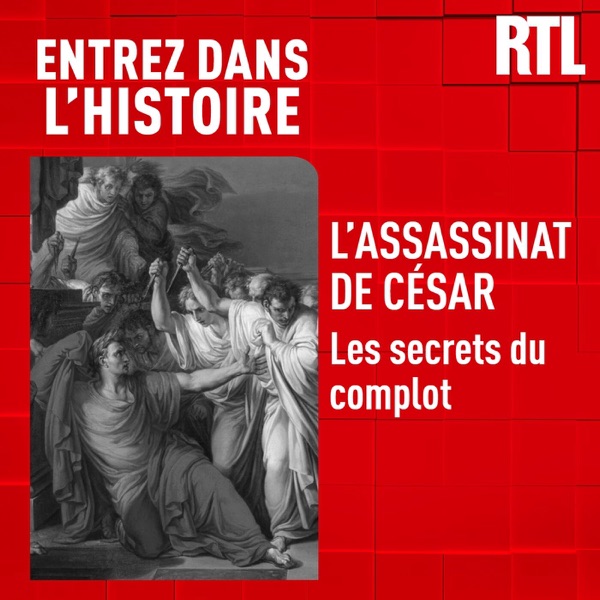 RTL
ENTREZ DANS
L'HISTOIRE
L'ASSASSINAT
DE CÉSAR
Les secrets du
complot